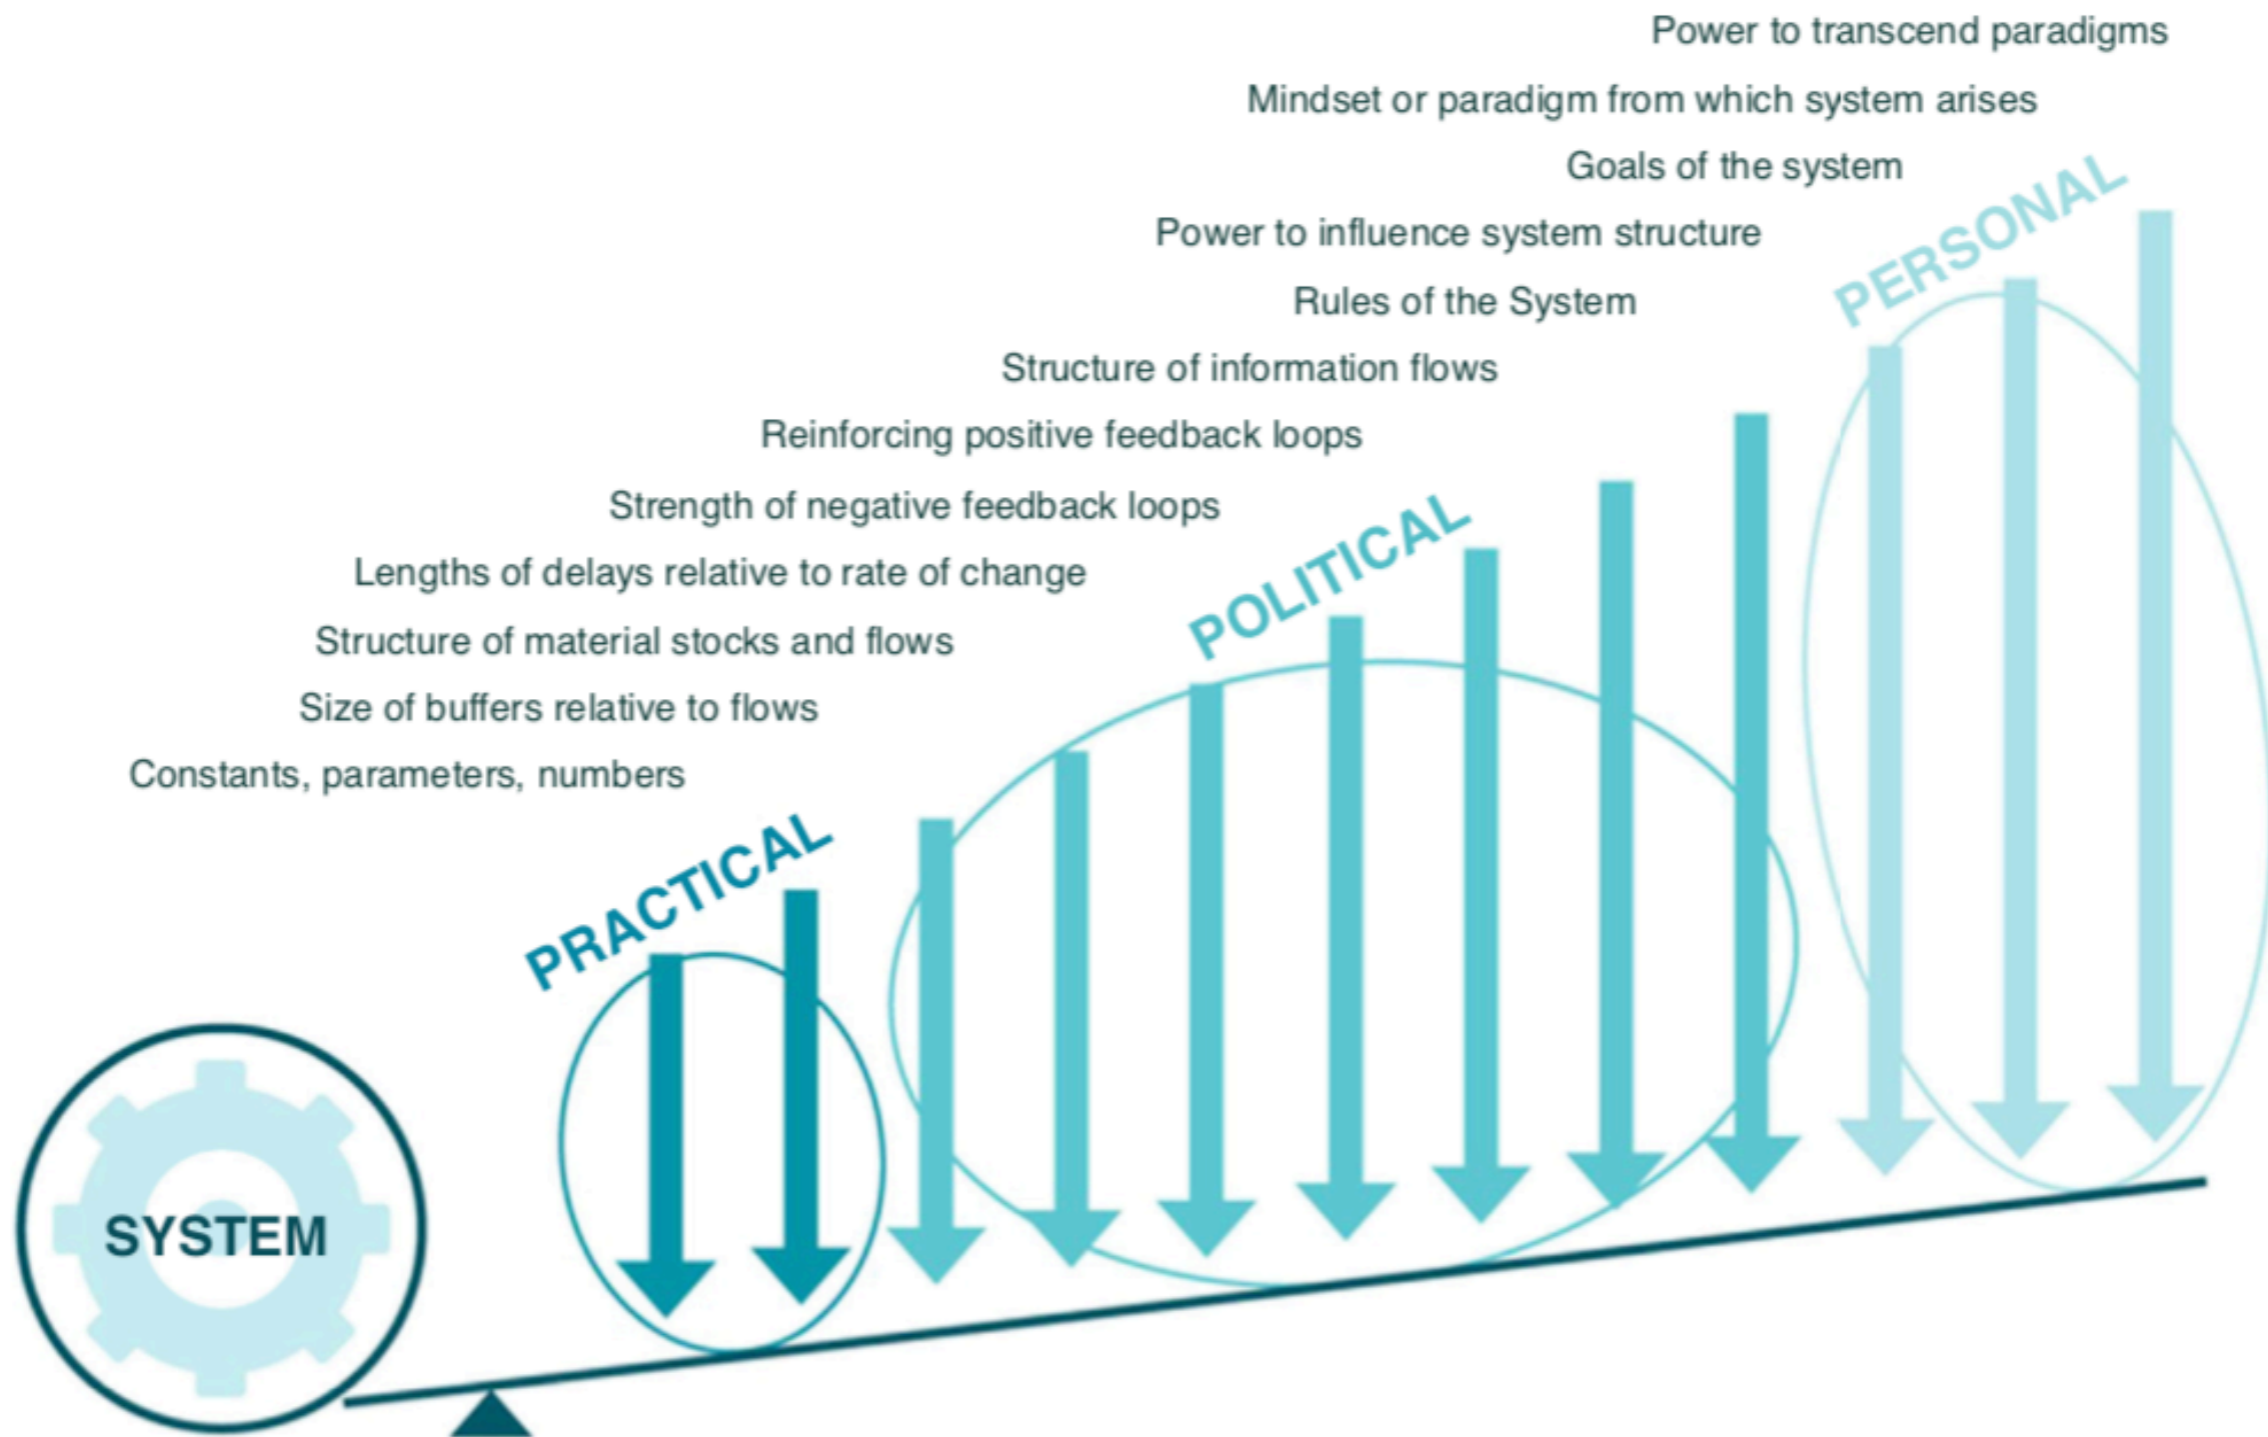 Power to transcend paradigms
Mindset or paradigm from which system arises
Goals of the system
Power to influence system structure
Rules of the System
Structure of information flows
Reinforcing positive feedback loops
Strength of negative feedback loops
Lengths of delays relative to rate of change
Structure of material stocks and flows
Size of buffers relative to flows
Constants, parameters, numbers
PRACTICAL
POLITICAL
PERSONAL
SYSTEM